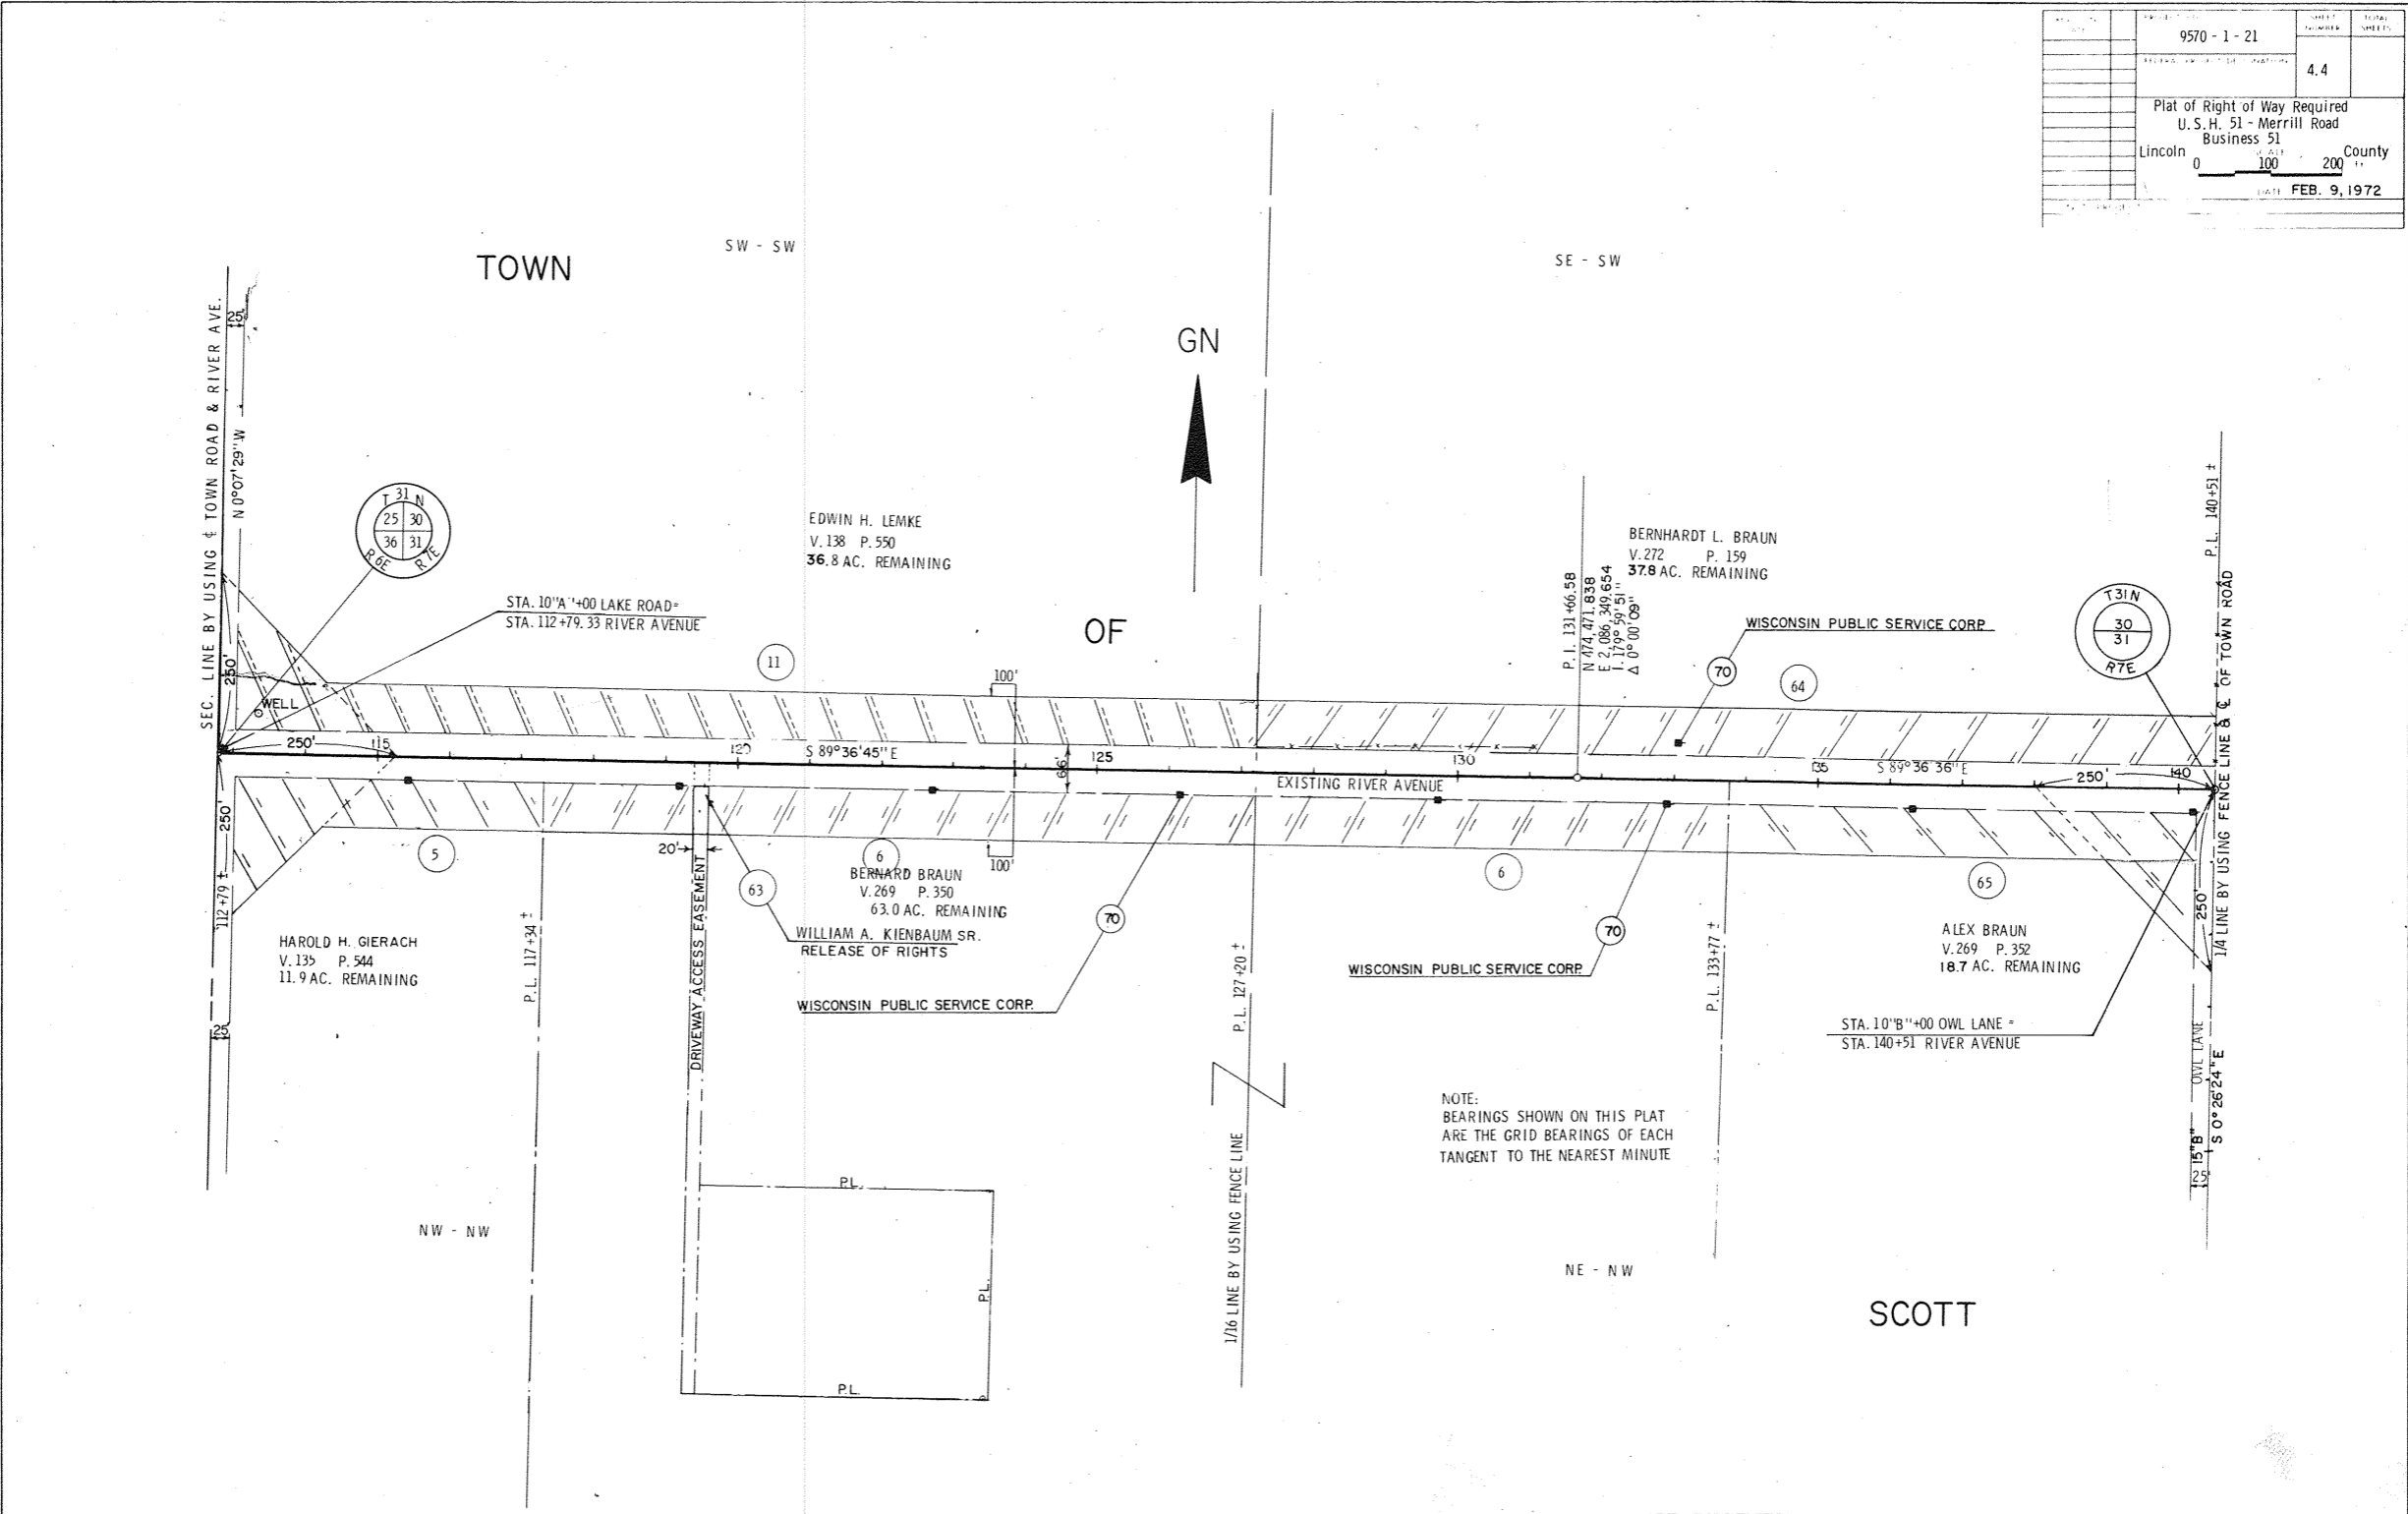 9570 - 1 - 21
SHEET NUMBER
TOTAL SHEETS
4.4
Plat of Right of Way Required
U.S.H. 51 - Merrill Road
Business 51
Lincoln County
0 100 200
DATE FEB. 9, 1972
TOWN
SW - SW
SE - SW
GN
OF
SEC. LINE BY USING ℄ TOWN ROAD & RIVER AVE.
25'
N 0°07'29" W
T 31 N
25 30
36 31
R 6E R 7E
EDWIN H. LEMKE
V. 138 P. 550
36.8 AC. REMAINING
STA. 10"A"+00 LAKE ROAD=
STA. 112+79.33 RIVER AVENUE
BERNHARDT L. BRAUN
V. 272 P. 159
37.8 AC. REMAINING
P.I. 131+66.58
N 474,471.838
E 2,086,349.654
I. 179° 59' 51"
Δ 0° 00' 09"
WISCONSIN PUBLIC SERVICE CORP.
70
64
11
T31N
30
31
R7E
P.L. 140+51 ±
1/4 LINE BY USING FENCE LINE & ℄ OF TOWN ROAD
250'
WELL
250'
115
120
S 89°36'45" E
100'
66'
125
130
EXISTING RIVER AVENUE
135
S 89°36'36" E
250'
140
250'
112+79 ±
5
20'
63
6
100'
6
65
250'
HAROLD H. GIERACH
V. 135 P. 544
11.9 AC. REMAINING
P.L. 117+34 ±
DRIVEWAY ACCESS EASEMENT
BERNARD BRAUN
V. 269 P. 350
63.0 AC. REMAINING
WILLIAM A. KIENBAUM SR.
RELEASE OF RIGHTS
70
WISCONSIN PUBLIC SERVICE CORP.
P.L. 127+20 ±
70
WISCONSIN PUBLIC SERVICE CORP.
P.L. 133+77 ±
ALEX BRAUN
V. 269 P. 352
18.7 AC. REMAINING
STA. 10"B"+00 OWL LANE =
STA. 140+51 RIVER AVENUE
25'
NOTE:
BEARINGS SHOWN ON THIS PLAT
ARE THE GRID BEARINGS OF EACH
TANGENT TO THE NEAREST MINUTE
OWL LANE
S 0° 26' 24" E
15"B"
25'
1/16 LINE BY USING FENCE LINE
P.L.
P.L.
P.L.
NW - NW
NE - NW
SCOTT